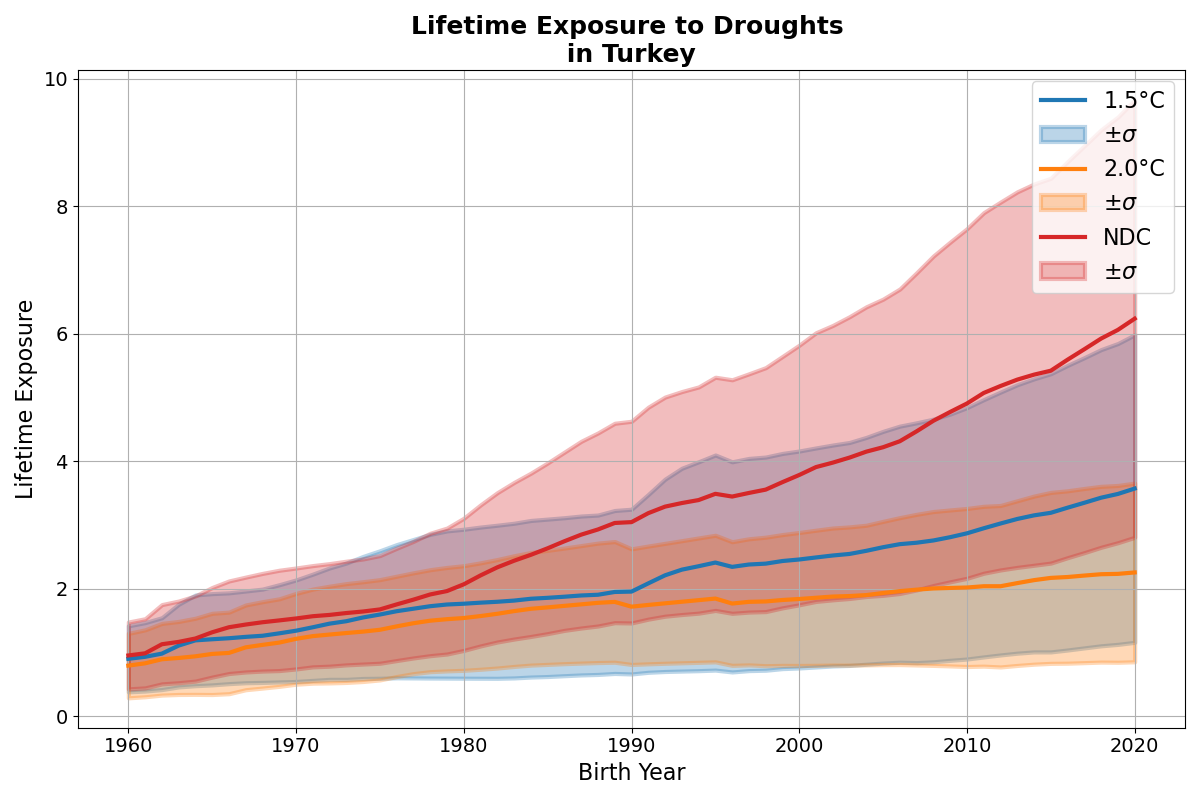 Lifetime Exposure to Droughts
in Turkey
10
8
6
4
2
0
Lifetime Exposure
1960
1970
1980
1990
2000
2010
2020
Birth Year
1.5°C
±σ
2.0°C
±σ
NDC
±σ